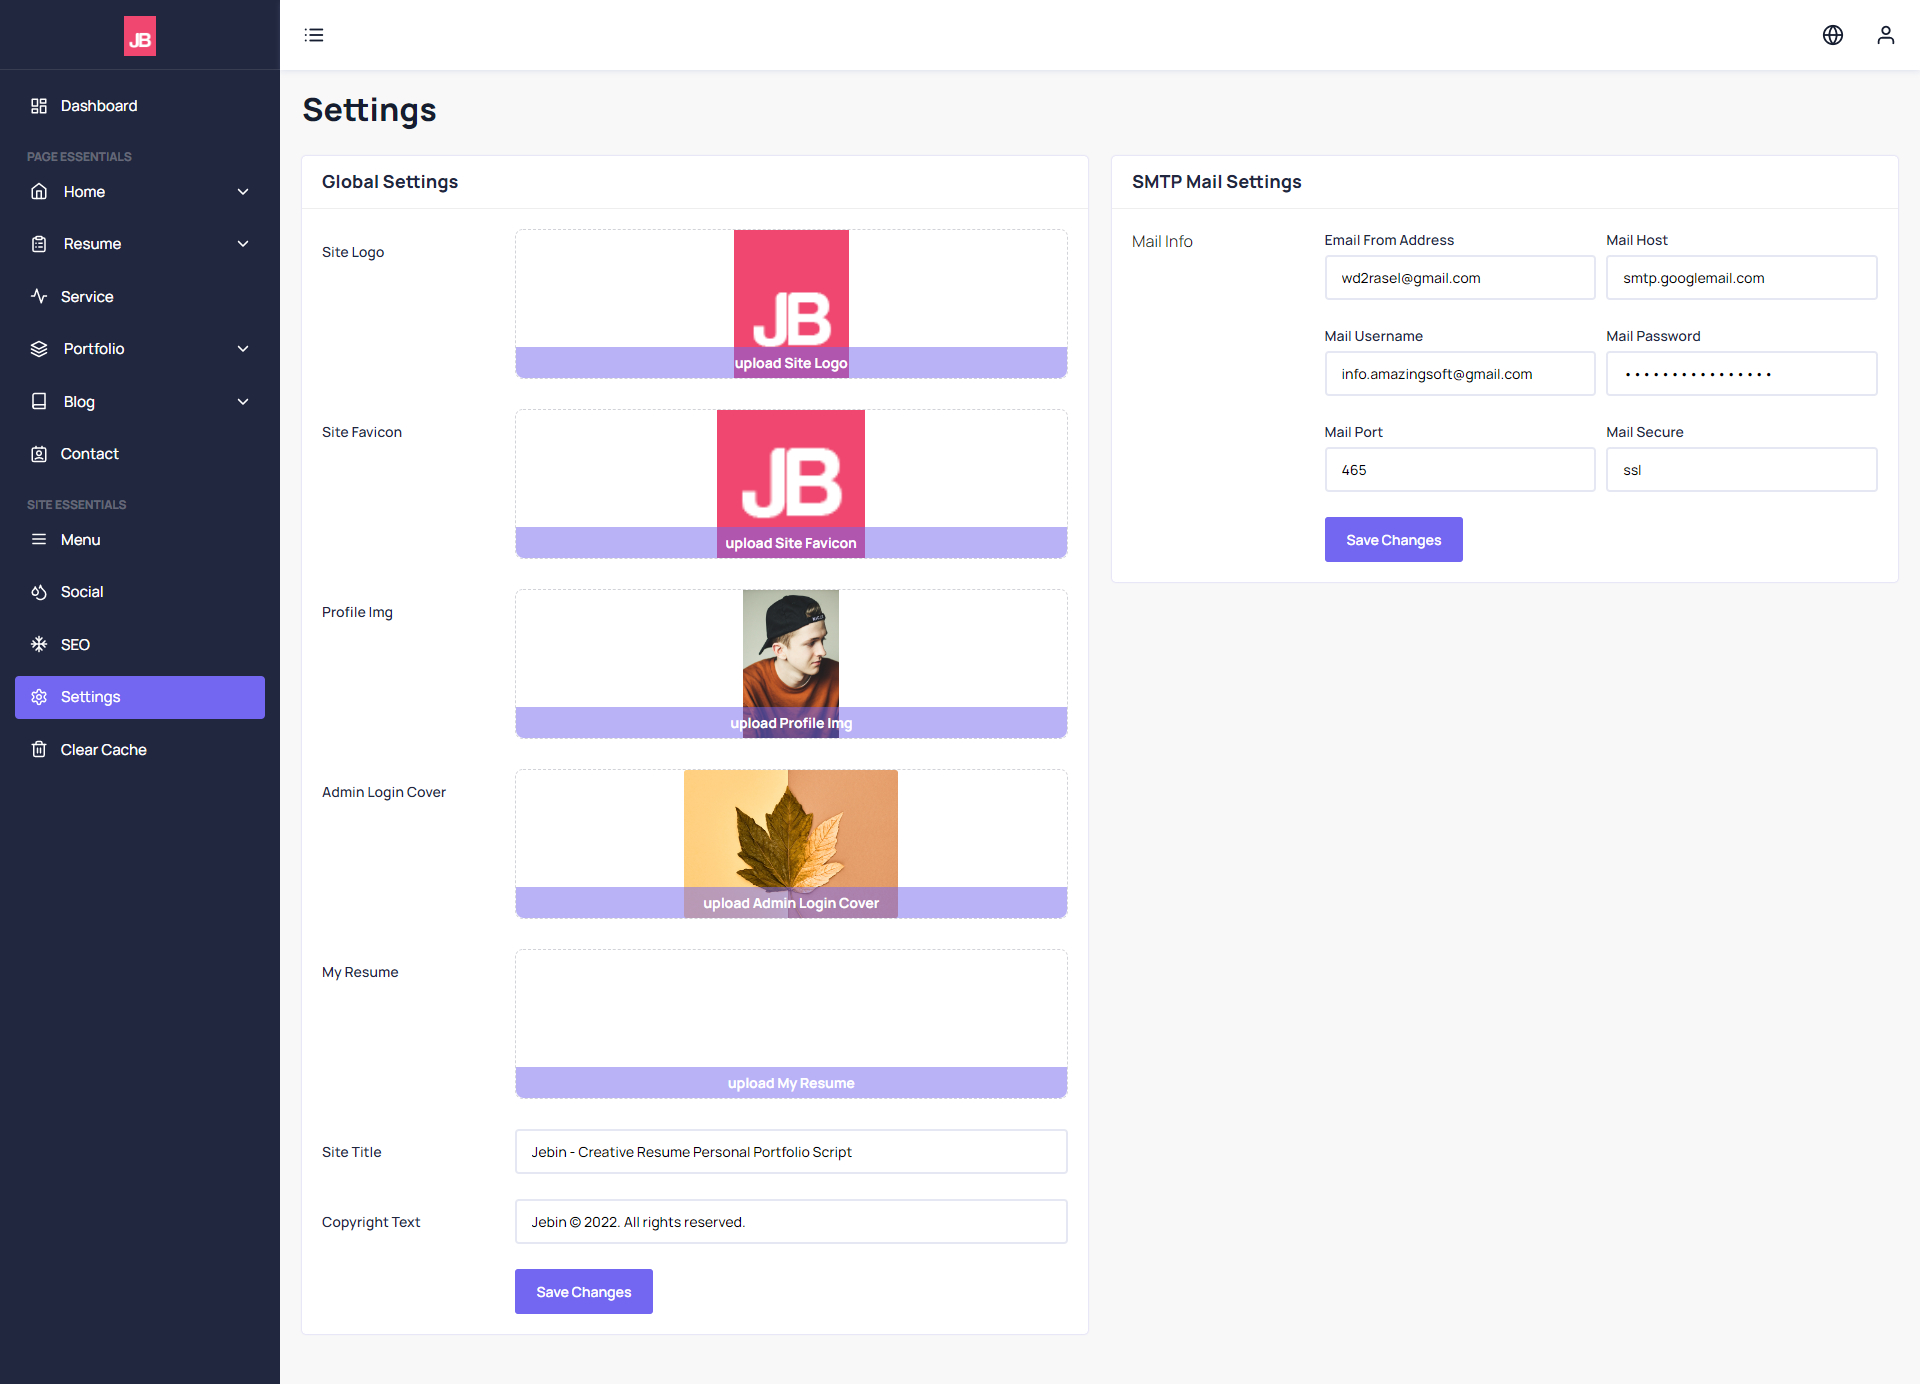 JB
Dashboard
PAGE ESSENTIALS
Home
Resume
Service
Portfolio
Blog
Contact
SITE ESSENTIALS
Menu
Social
SEO
Settings
Clear Cache
Settings
Global Settings
Site Logo
JB
upload Site Logo
Site Favicon
JB
upload Site Favicon
Profile Img
upload Profile Img
Admin Login Cover
upload Admin Login Cover
My Resume
upload My Resume
Site Title
Jebin - Creative Resume Personal Portfolio Script
Copyright Text
Jebin © 2022. All rights reserved.
Save Changes
SMTP Mail Settings
Mail Info
Email From Address
wd2rasel@gmail.com
Mail Host
smtp.googlemail.com
Mail Username
info.amazingsoft@gmail.com
Mail Password
••••••••••••••••
Mail Port
465
Mail Secure
ssl
Save Changes